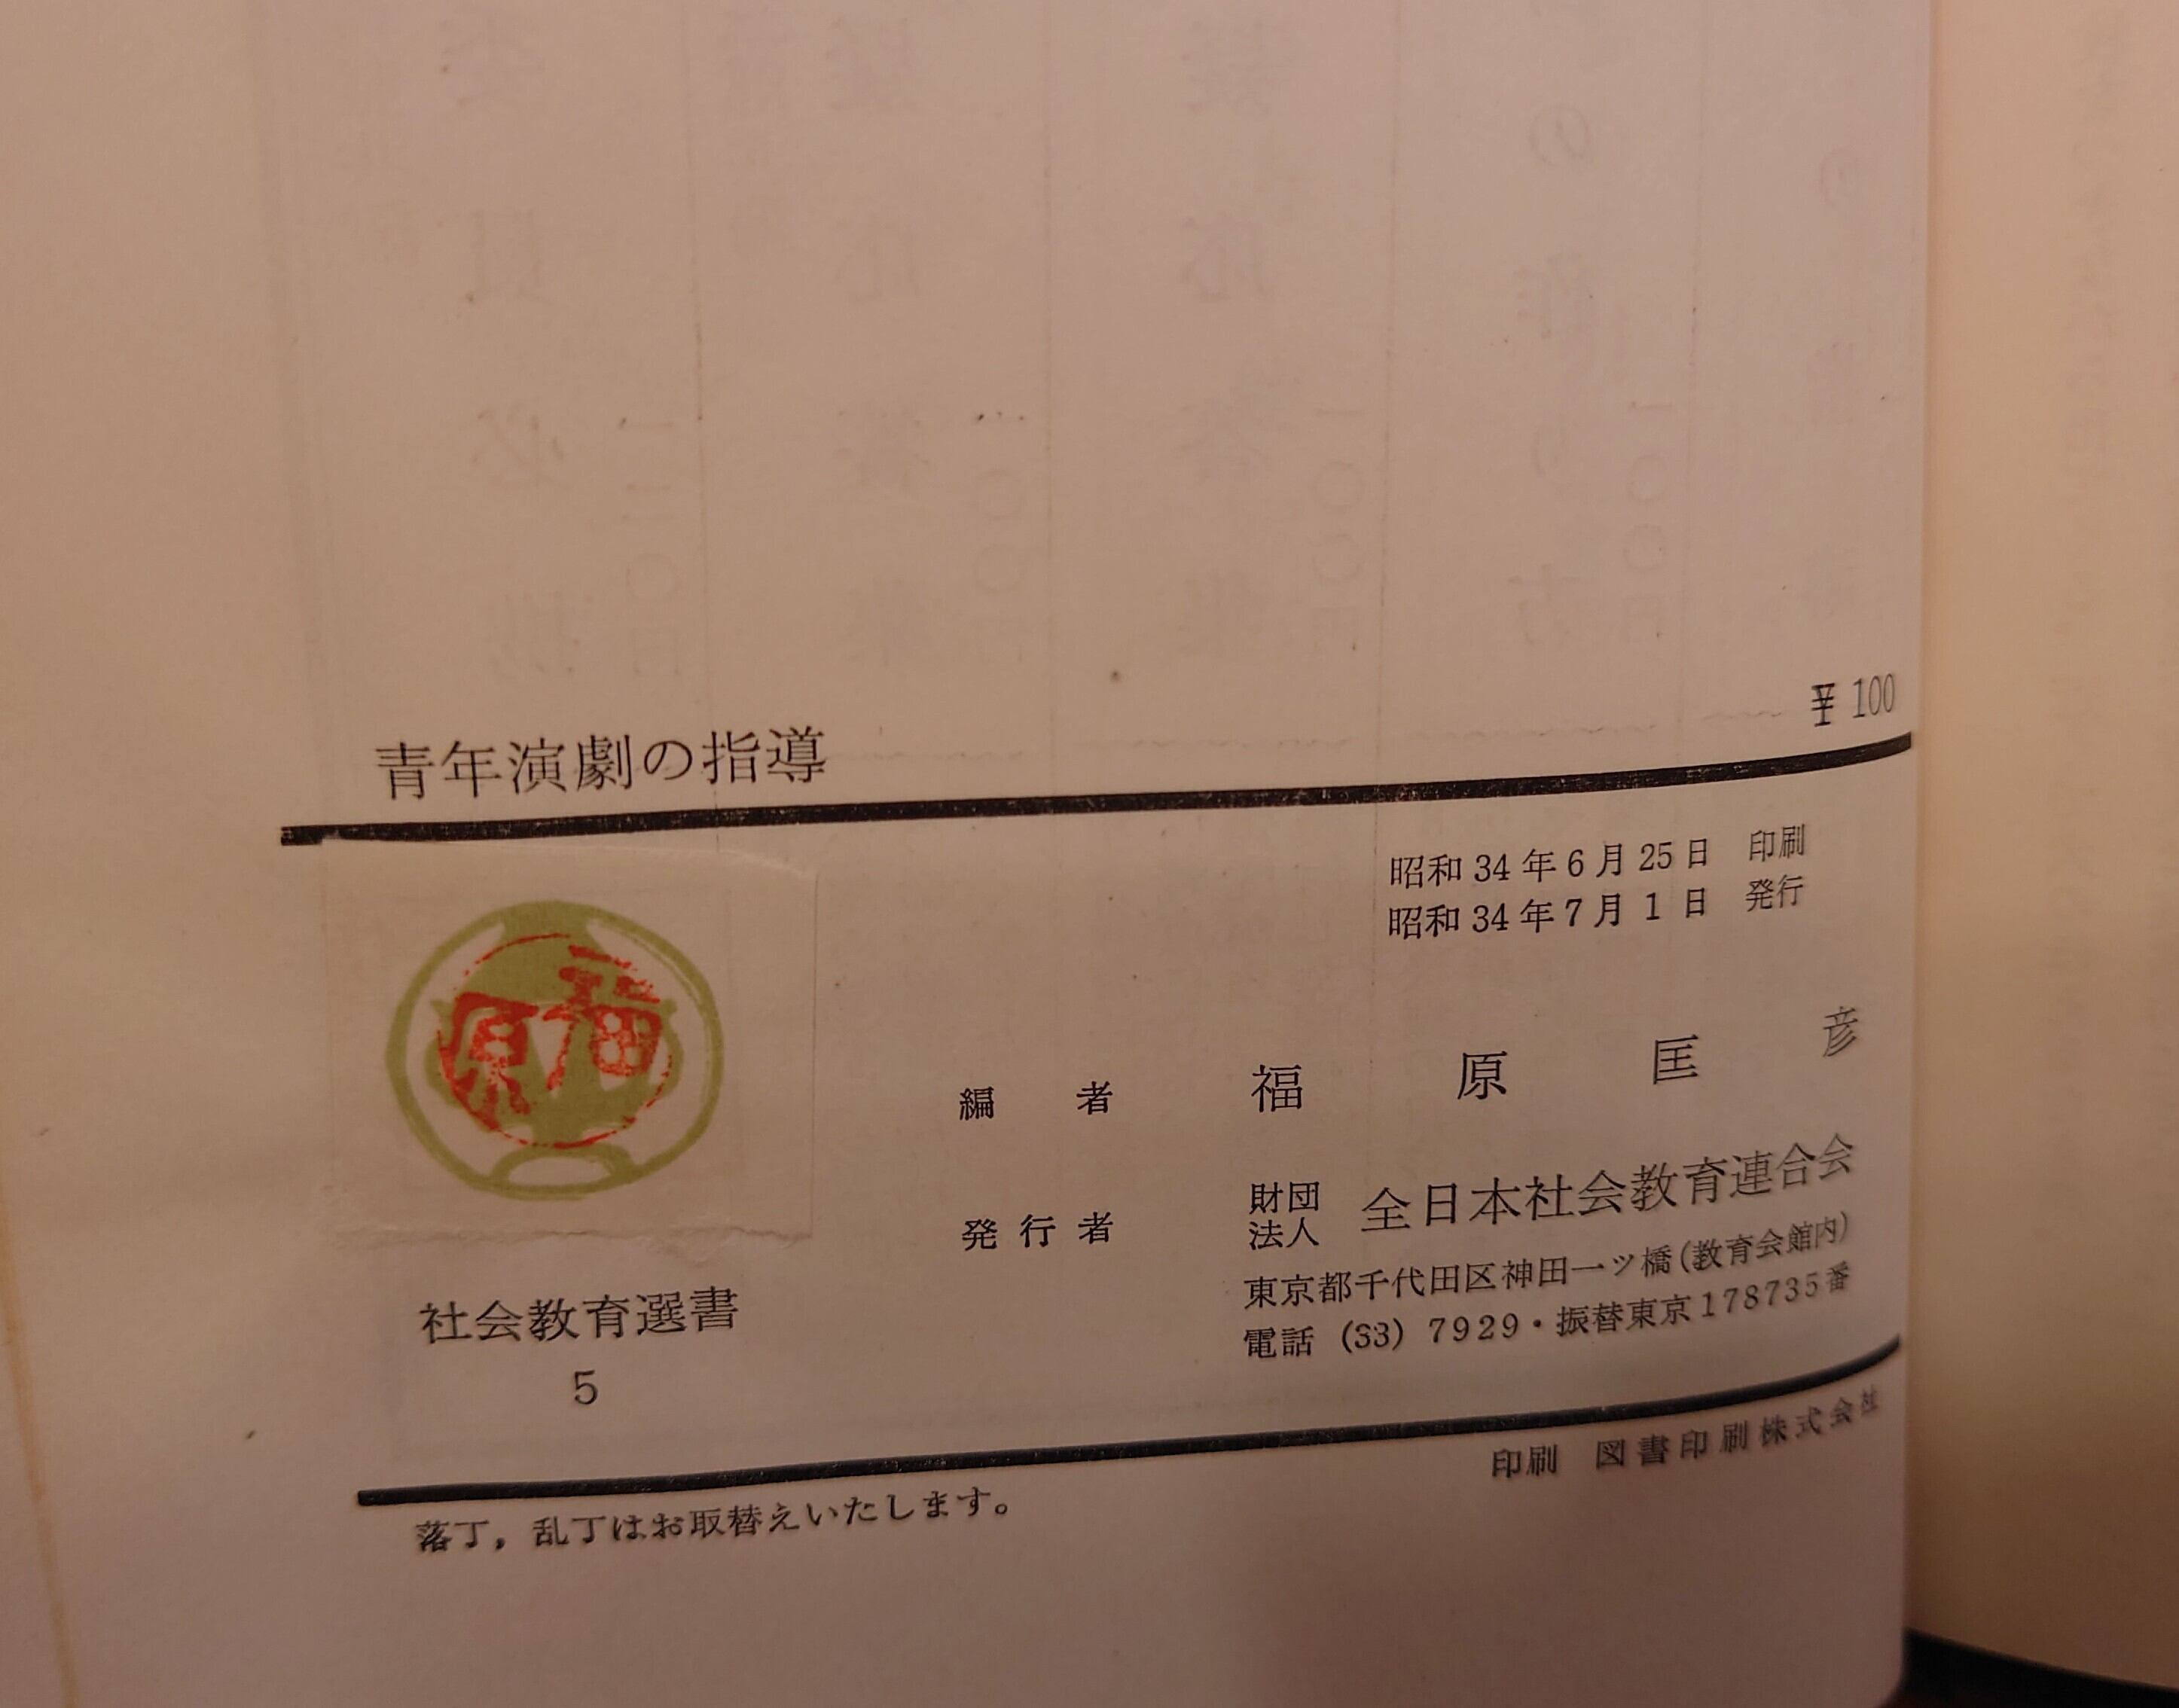 ¥100
青年演劇の指導
昭和34年6月25日 印刷
昭和34年7月1日 発行
福原
編者 福原匡彦
発行者 財団法人 全日本社会教育連合会
東京都千代田区神田一ツ橋(教育会館内)
電話 (33) 7929・振替東京178735番
社会教育選書
5
印刷 図書印刷株式会社
落丁，乱丁はお取替えいたします。